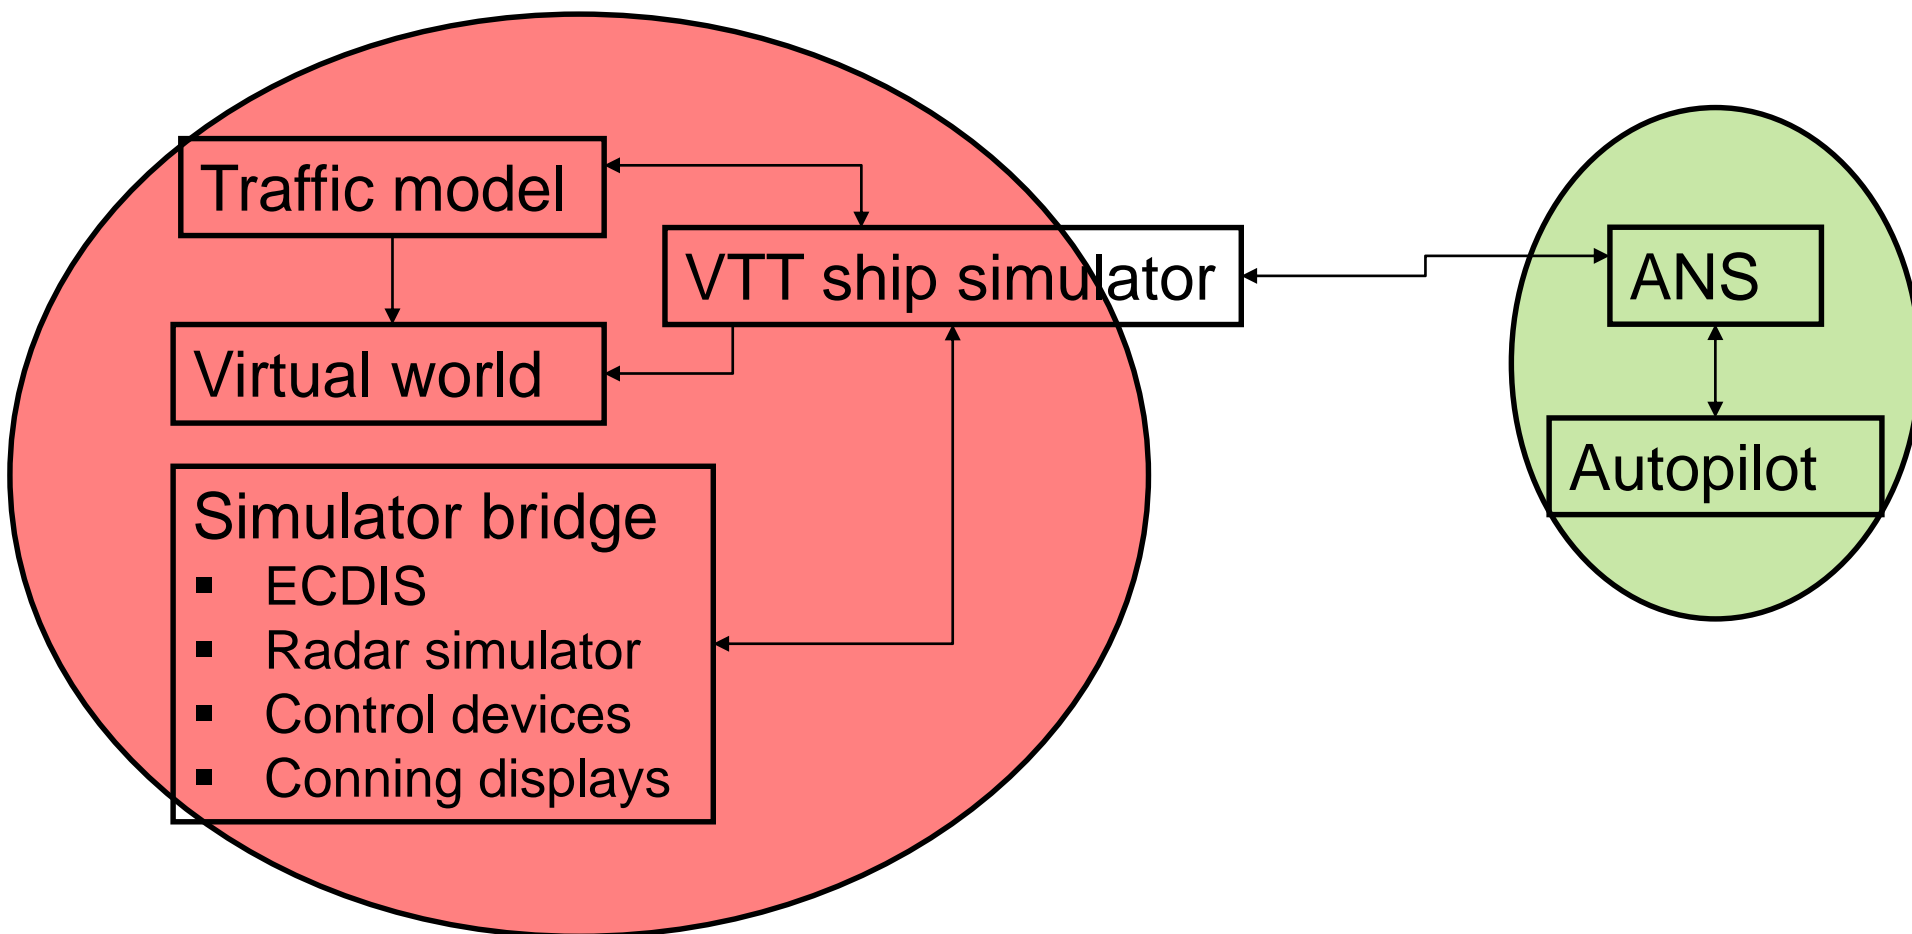 Traffic model
VTT ship simulator
ANS
Virtual world
Autopilot
Simulator bridge
▪ ECDIS
▪ Radar simulator
▪ Control devices
▪ Conning displays